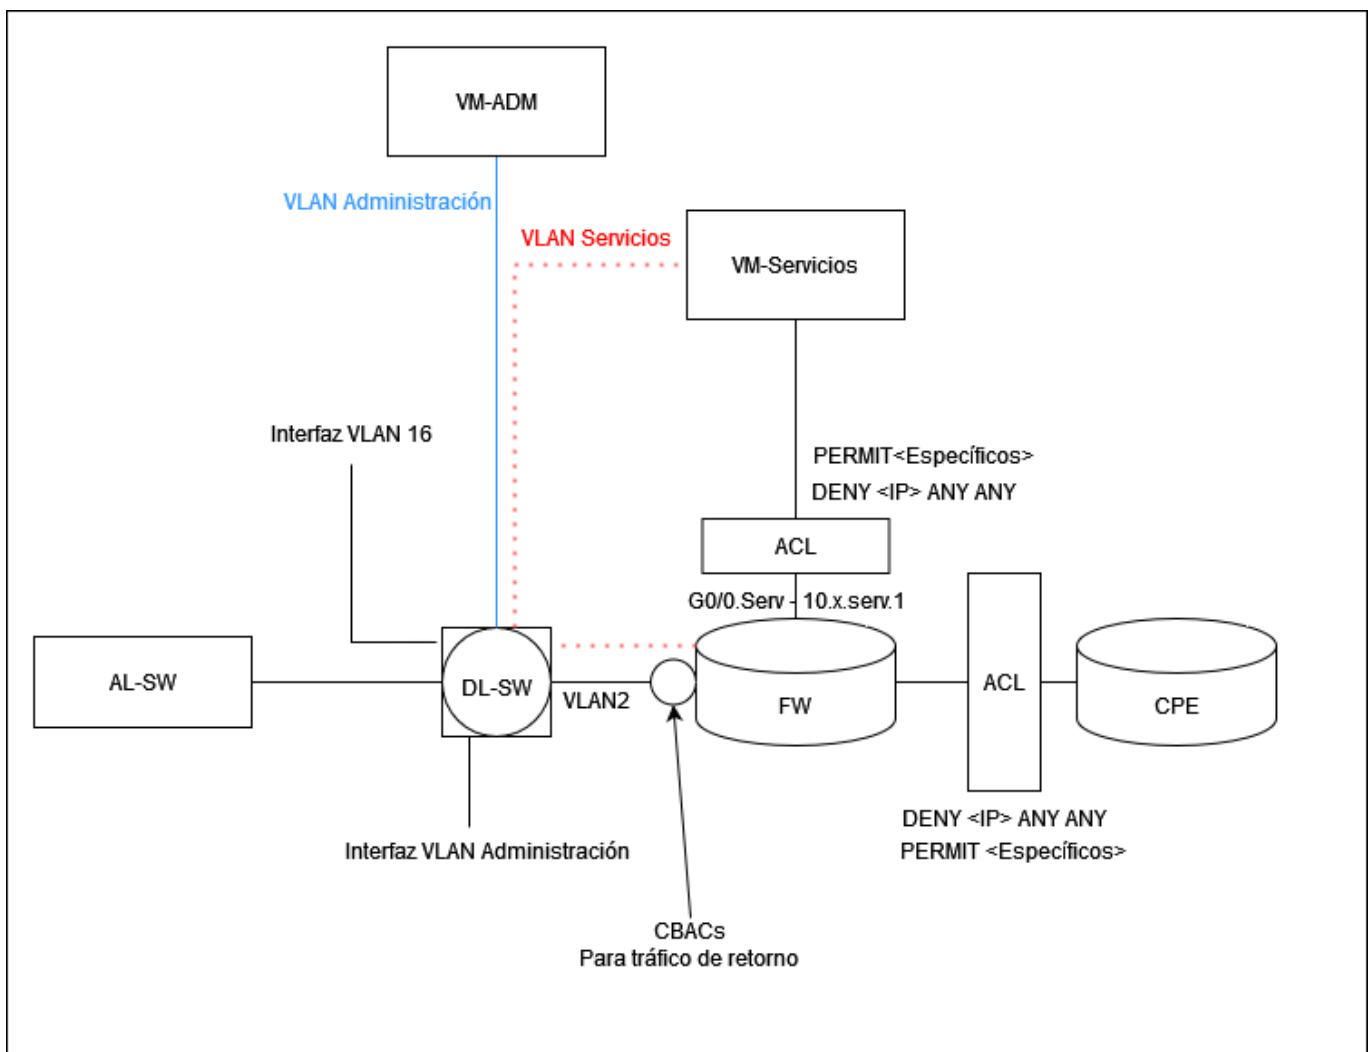 VM-ADM
VLAN Administración
VLAN Servicios
VM-Servicios
Interfaz VLAN 16
PERMIT<Específicos>
DENY <IP> ANY ANY
ACL
G0/0.Serv - 10.x.serv.1
AL-SW
DL-SW
VLAN2
FW
ACL
CPE
DENY <IP> ANY ANY
PERMIT <Específicos>
Interfaz VLAN Administración
CBACs
Para tráfico de retorno